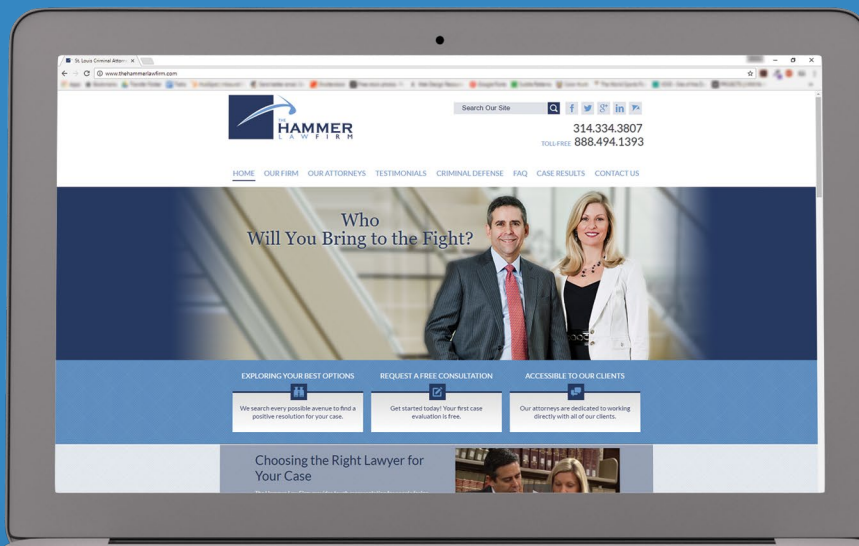 St. Louis Criminal Attorn
www.thehammerlawfirm.com
THE
HAMMER
LAW FIRM
Search Our Site
314.334.3807
TOLL-FREE 888.494.1393
HOME OUR FIRM OUR ATTORNEYS TESTIMONIALS CRIMINAL DEFENSE FAQ CASE RESULTS CONTACT US
Who
Will You Bring to the Fight?
EXPLORING YOUR BEST OPTIONS REQUEST A FREE CONSULTATION ACCESSIBLE TO OUR CLIENTS
We search every possible avenue to find a Get started today! Your first case Our attorneys are dedicated to working
positive resolution for your case. evaluation is free. directly with all of our clients.
Choosing the Right Lawyer for
Your Case